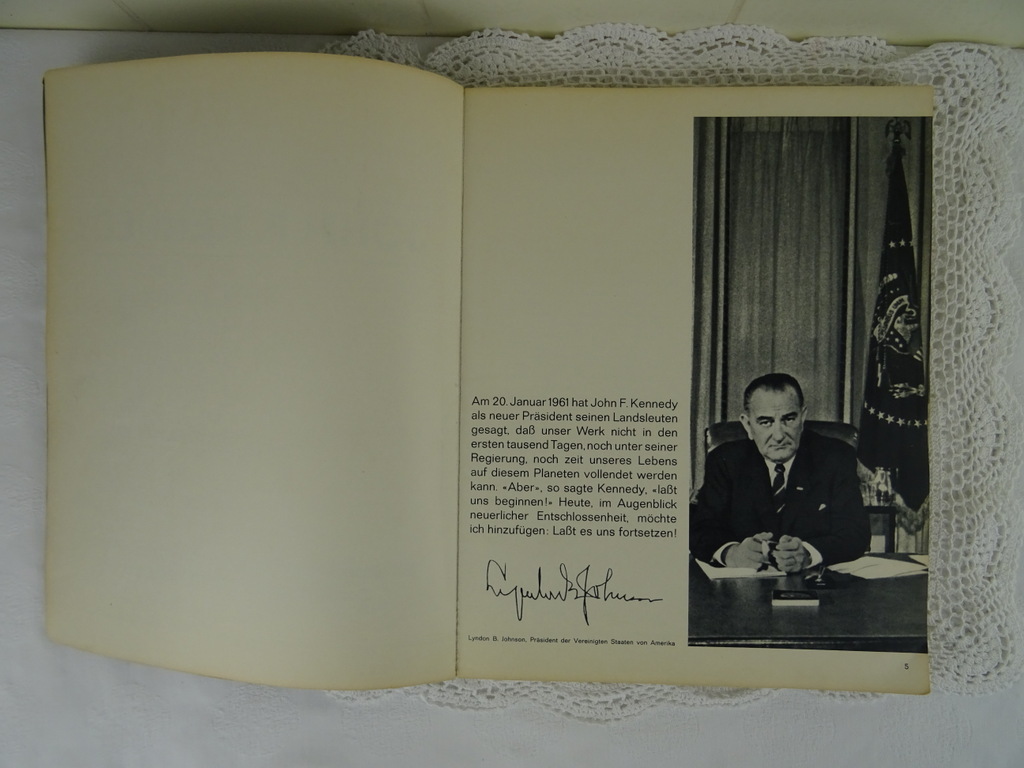 Am 20. Januar 1961 hat John F. Kennedy
als neuer Präsident seinen Landsleuten
gesagt, daß unser Werk nicht in den
ersten tausend Tagen, noch unter seiner
Regierung, noch zeit unseres Lebens
auf diesem Planeten vollendet werden
kann. «Aber», so sagte Kennedy, «laßt
uns beginnen!» Heute, im Augenblick
neuerlicher Entschlossenheit, möchte
ich hinzufügen: Laßt es uns fortsetzen!
Lyndon B. Johnson
Lyndon B. Johnson, Präsident der Vereinigten Staaten von Amerika
5